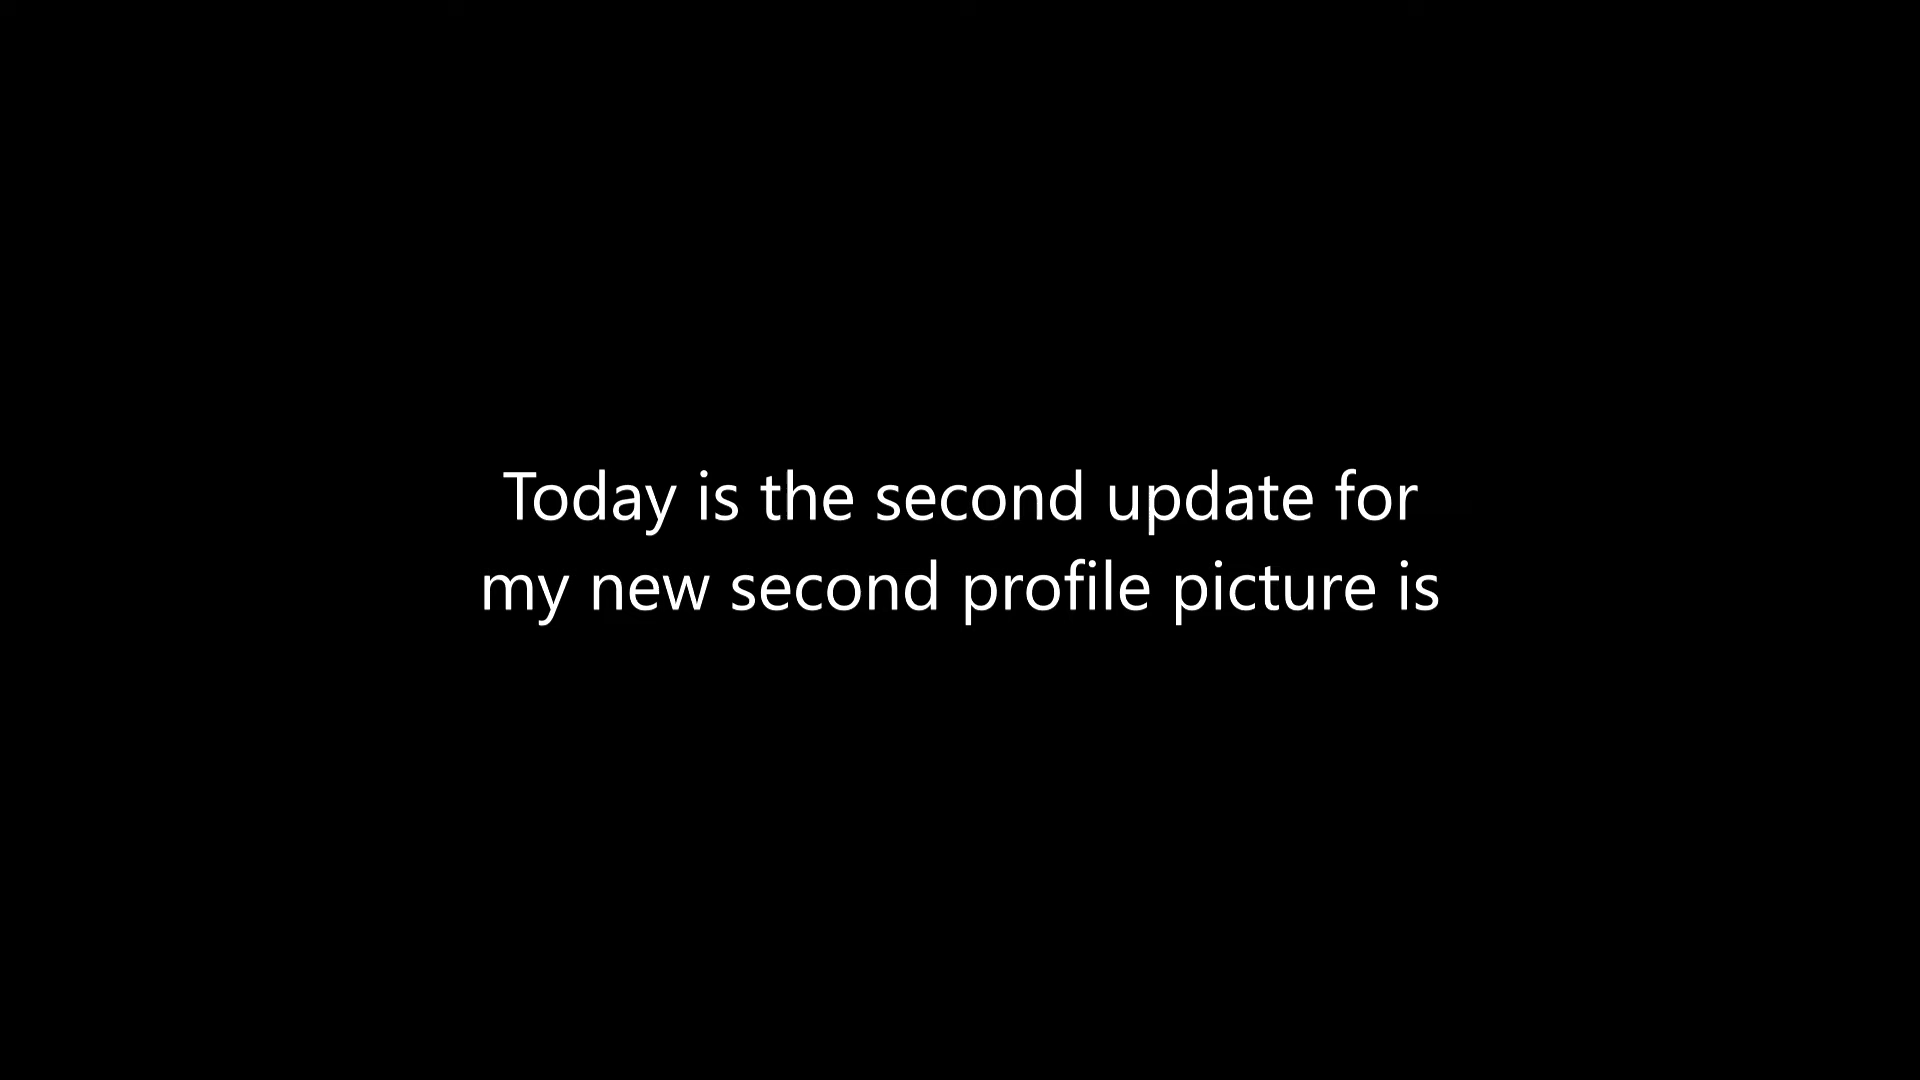 Today is the second update for
my new second profile picture is